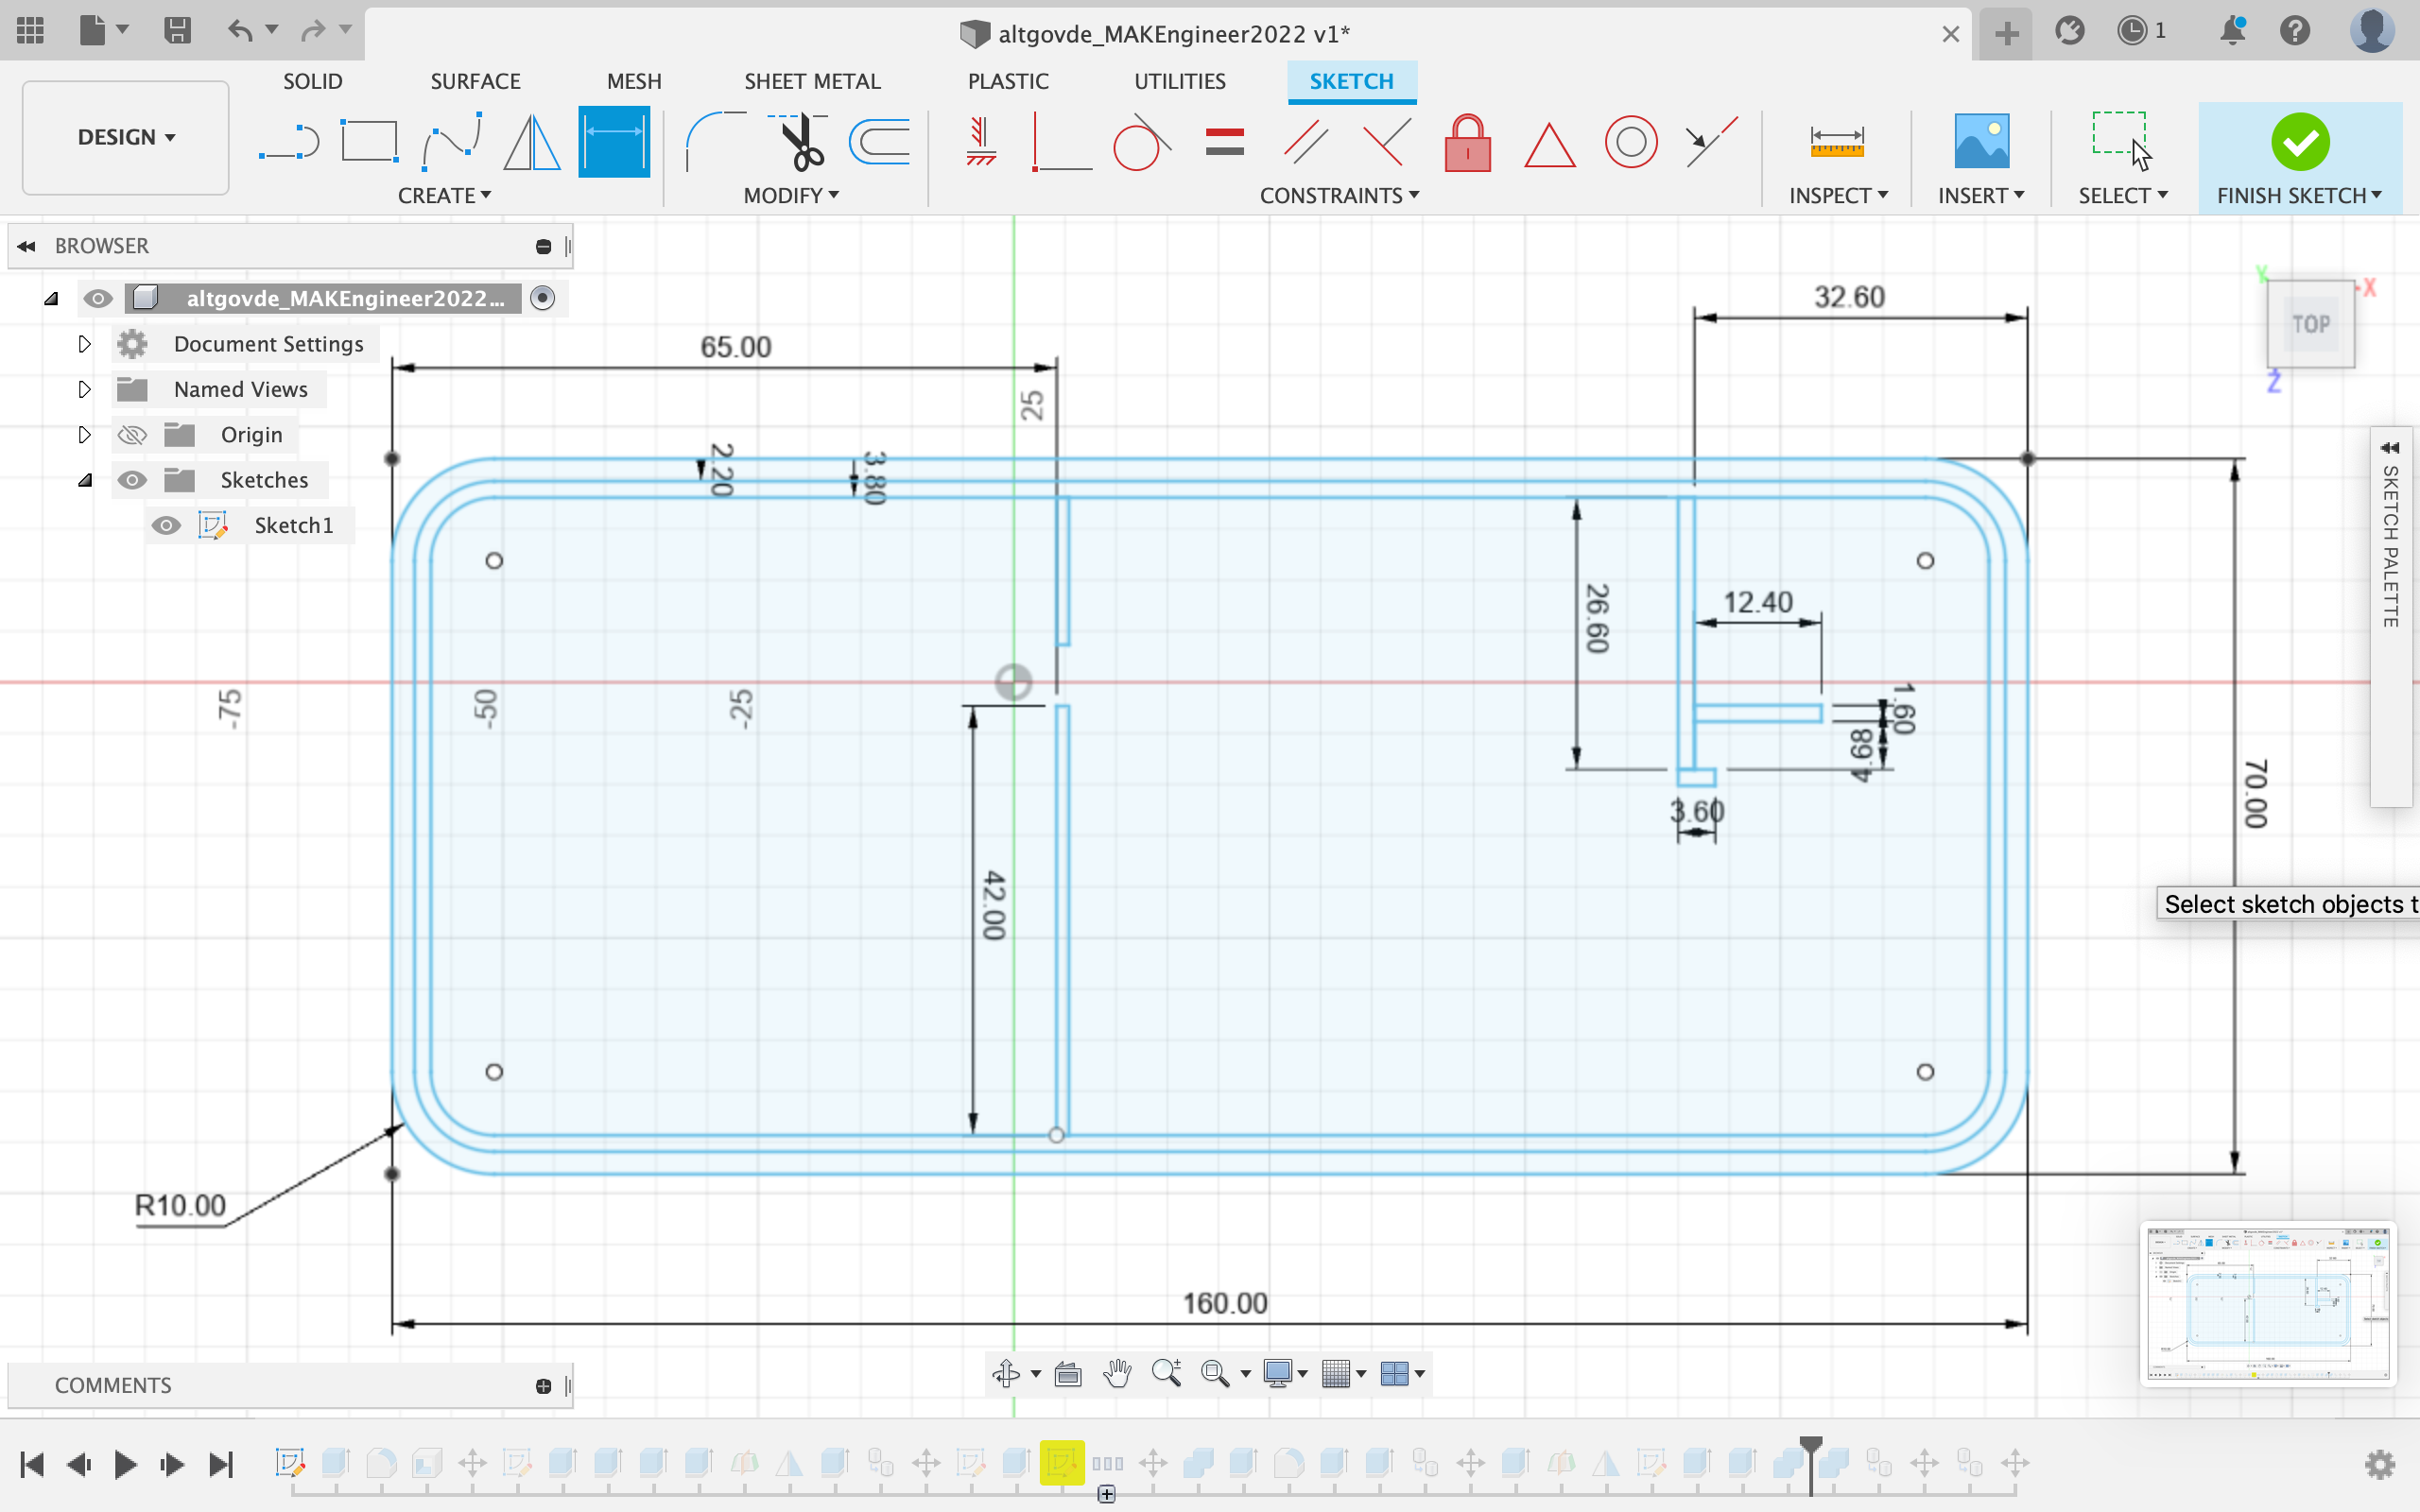 altgovde_MAKEngineer2022 v1*
1
DESIGN
SOLID
SURFACE
MESH
SHEET METAL
PLASTIC
UTILITIES
SKETCH
CREATE
MODIFY
CONSTRAINTS
INSPECT
INSERT
SELECT
FINISH SKETCH
BROWSER
altgovde_MAKEngineer2022...
Document Settings
Named Views
Origin
Sketches
Sketch1
65.00
32.60
25
2.20
3.80
26.60
12.40
1.60
4.68
3.60
-75
-50
-25
42.00
70.00
R10.00
160.00
Y
X
TOP
Z
SKETCH PALETTE
Select sketch objects t
COMMENTS